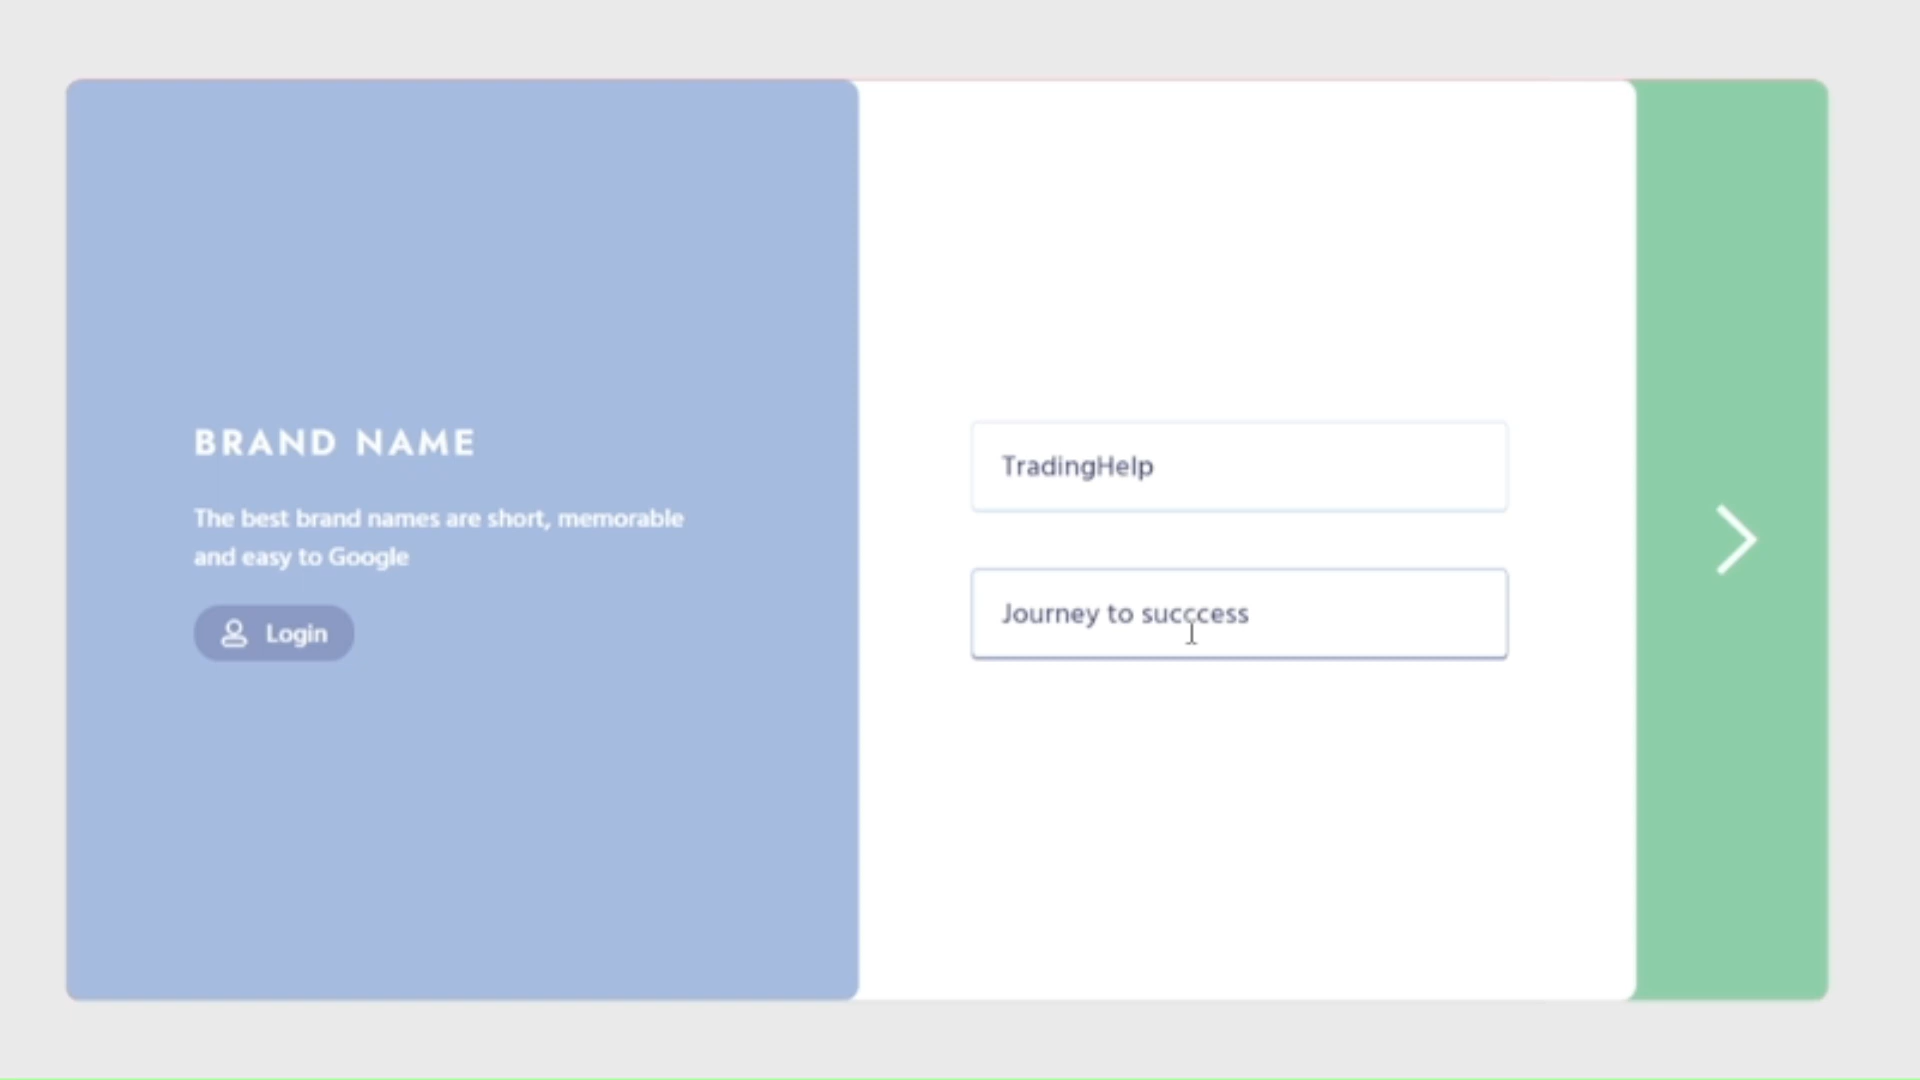 BRAND NAME
The best brand names are short, memorable
and easy to Google
Login
TradingHelp
Journey to succcess